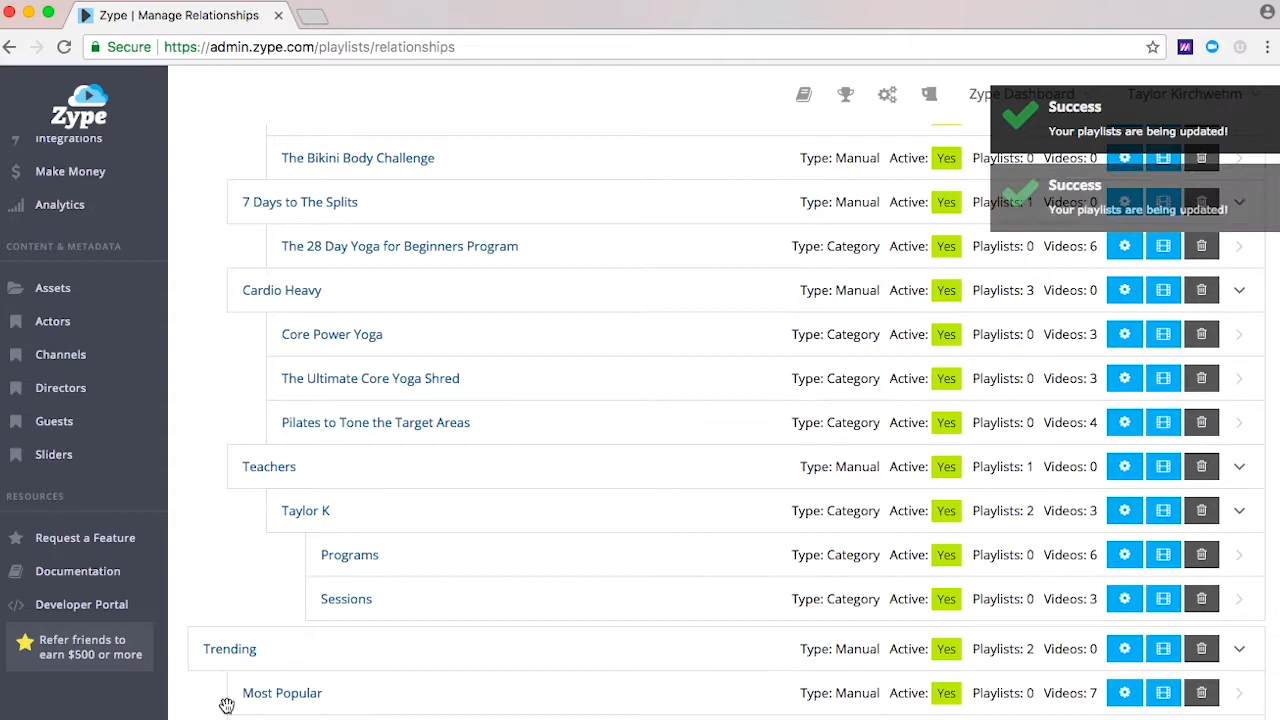 Zype | Manage Relationships
Secure https://admin.zype.com/playlists/relationships
Zype
Integrations
Make Money
Analytics
CONTENT & METADATA
Assets
Actors
Channels
Directors
Guests
Sliders
RESOURCES
Request a Feature
Documentation
Developer Portal
Refer friends to
earn $500 or more
Zype Dashboard Taylor Kirchwehm
Success
Your playlists are being updated!
Success
Your playlists are being updated!
The Bikini Body Challenge Type: Manual Active: Yes Playlists: 0 Videos: 0
7 Days to The Splits Type: Manual Active: Yes Playlists: 1 Videos: 0
The 28 Day Yoga for Beginners Program Type: Category Active: Yes Playlists: 0 Videos: 6
Cardio Heavy Type: Manual Active: Yes Playlists: 3 Videos: 0
Core Power Yoga Type: Category Active: Yes Playlists: 0 Videos: 3
The Ultimate Core Yoga Shred Type: Category Active: Yes Playlists: 0 Videos: 3
Pilates to Tone the Target Areas Type: Category Active: Yes Playlists: 0 Videos: 4
Teachers Type: Manual Active: Yes Playlists: 1 Videos: 0
Taylor K Type: Category Active: Yes Playlists: 2 Videos: 3
Programs Type: Category Active: Yes Playlists: 0 Videos: 6
Sessions Type: Category Active: Yes Playlists: 0 Videos: 3
Trending Type: Manual Active: Yes Playlists: 2 Videos: 0
Most Popular Type: Manual Active: Yes Playlists: 0 Videos: 7